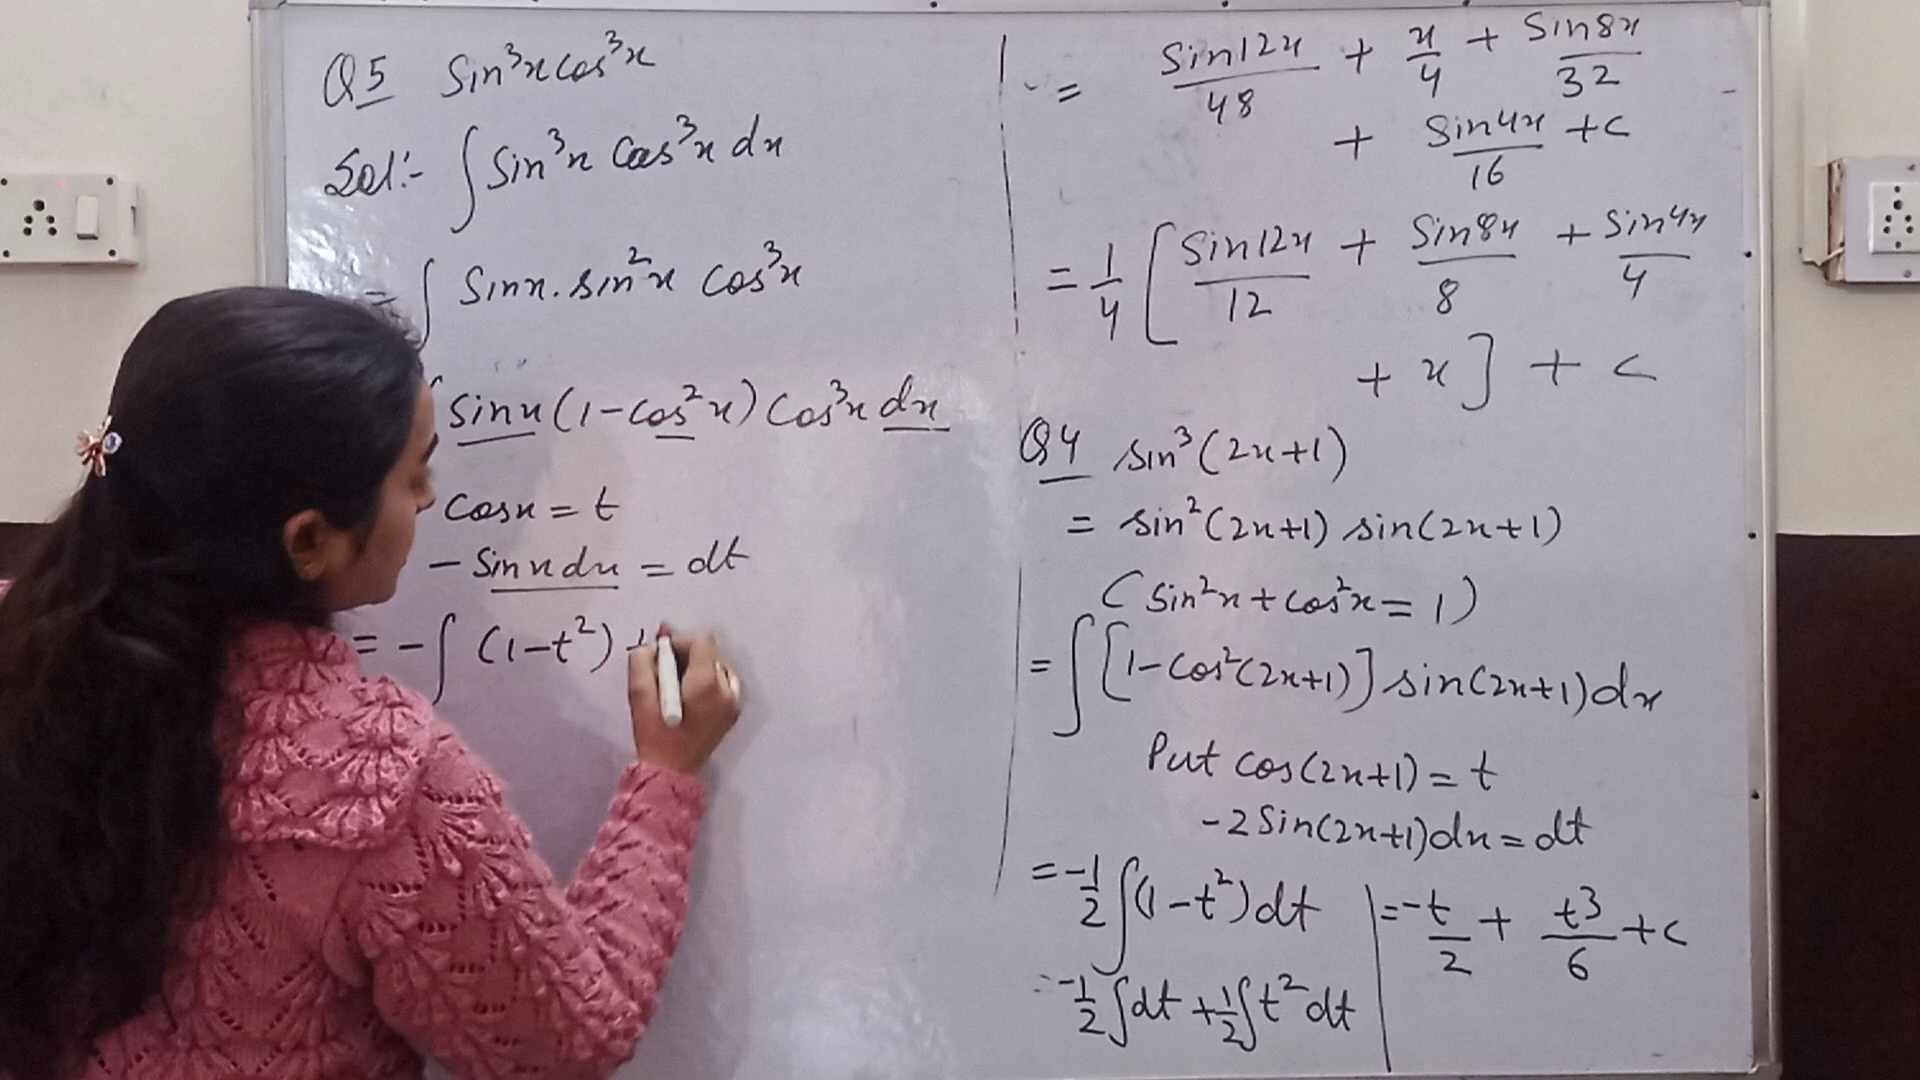 Q5 Sin³x cos³x
Sol:- ∫ Sin³x Cos³x dx
= ∫ Sinx. sin²x cos³x
∫ sinx (1-cos²x) Cos³x dx
Cosx = t
- Sinx dx = dt
= - ∫ (1-t²) t
= Sin12x/48 + x/4 + Sin8x/32
+ Sin4x/16 + c
= 1/4 [ Sin12x/12 + Sin8x/8 + Sin4x/4
+ x ] + c
Q4 sin³(2x+1)
= sin²(2x+1) sin(2x+1)
( Sin²x + cos²x = 1 )
= ∫ [1-Cos²(2x+1)] sin(2x+1) dx
Put cos(2x+1) = t
-2Sin(2x+1)dx = dt
= -1/2 ∫(1-t²)dt
= -1/2 ∫dt + 1/2 ∫t²dt
= -t/2 + t3/6 + c